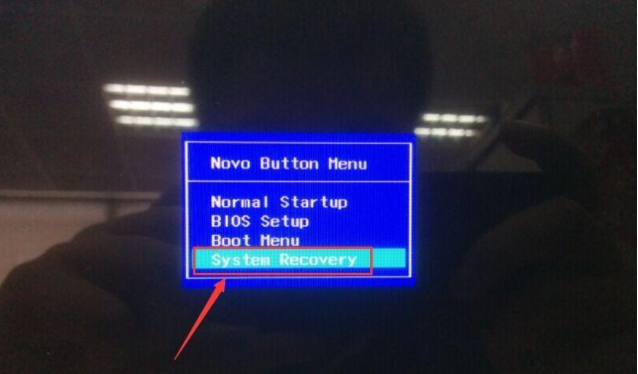 Novo Button Menu
Normal Startup
BIOS Setup
Boot Menu
System Recovery